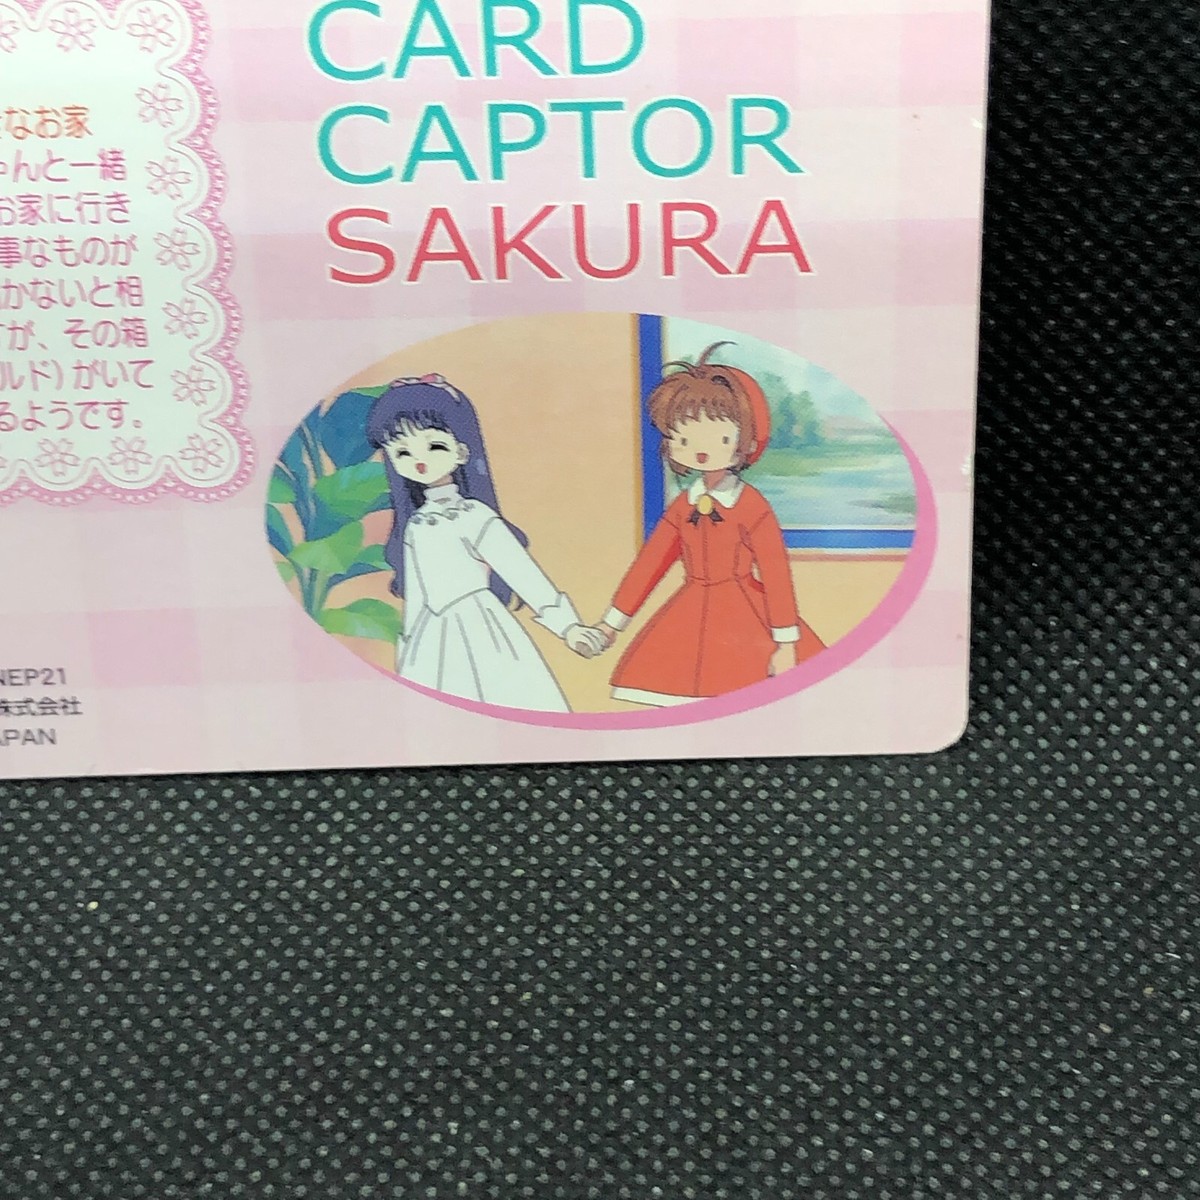 CARD
CAPTOR
SAKURA
なお家
ゃんと一緒
お家に行き
事なものが
かないと相
が、その箱
ルド)がいて
るようです。
NEP21
株式会社
JAPAN